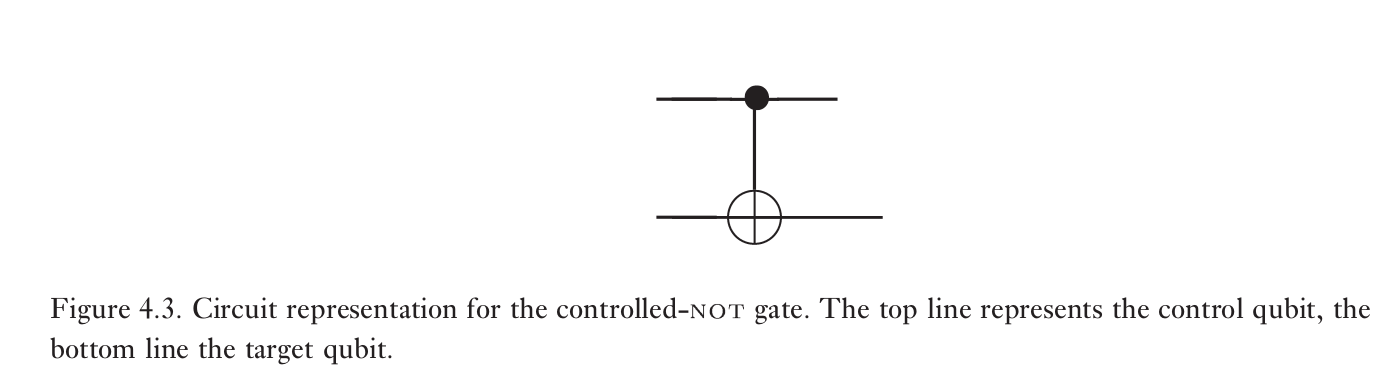 Figure 4.3. Circuit representation for the controlled-NOT gate. The top line represents the control qubit, the
bottom line the target qubit.